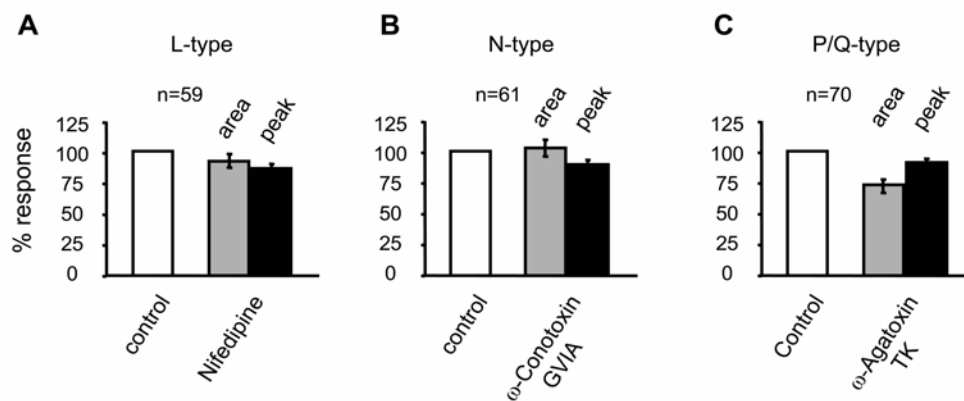 A
L-type
n=59
area
peak
% response
125
100
75
50
25
0
control
Nifedipine
B
N-type
n=61
area
peak
125
100
75
50
25
0
control
ω-Conotoxin
GVIA
C
P/Q-type
n=70
area
peak
125
100
75
50
25
0
Control
ω-Agatoxin
TK